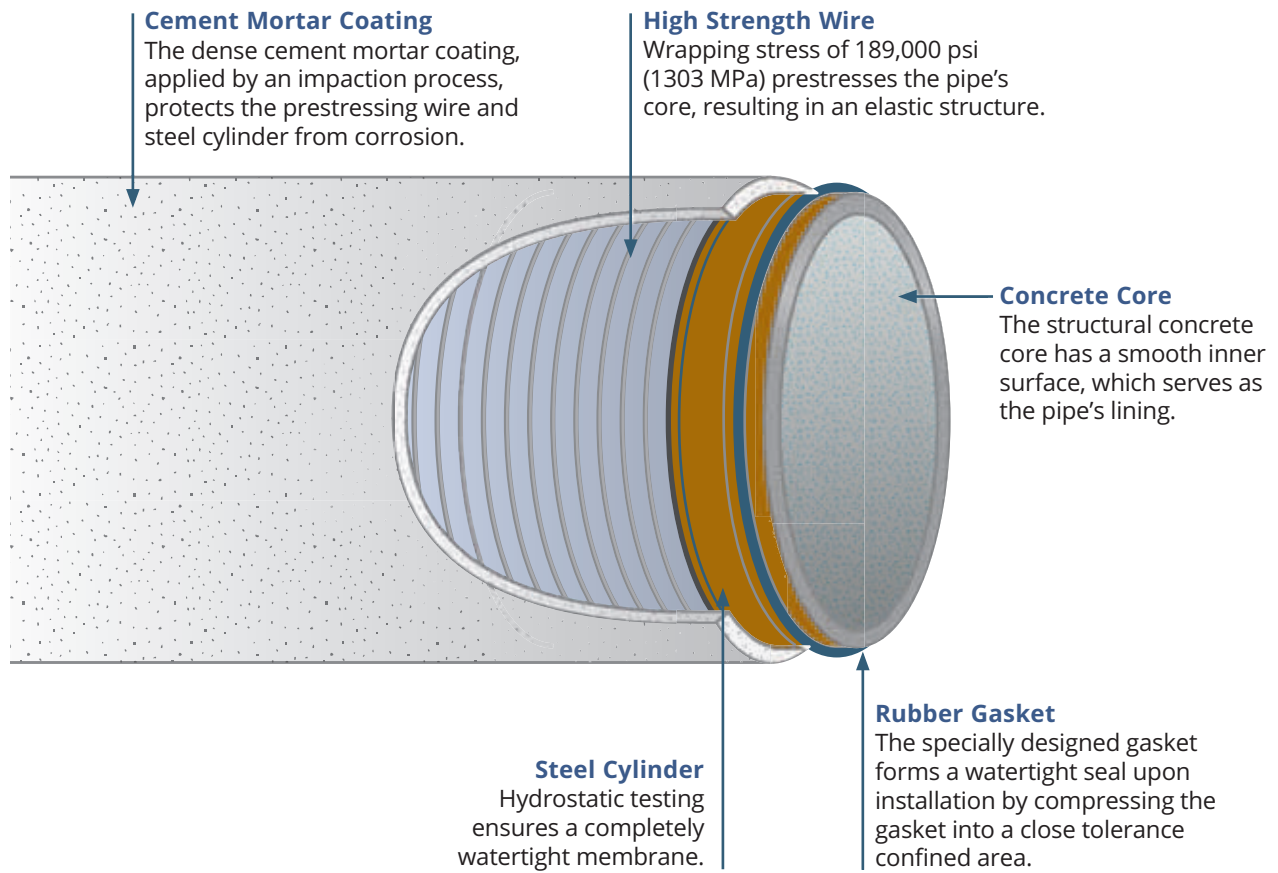 Cement Mortar Coating
The dense cement mortar coating,
applied by an impaction process,
protects the prestressing wire and
steel cylinder from corrosion.
High Strength Wire
Wrapping stress of 189,000 psi
(1303 MPa) prestresses the pipe’s
core, resulting in an elastic structure.
Concrete Core
The structural concrete
core has a smooth inner
surface, which serves as
the pipe’s lining.
Steel Cylinder
Hydrostatic testing
ensures a completely
watertight membrane.
Rubber Gasket
The specially designed gasket
forms a watertight seal upon
installation by compressing the
gasket into a close tolerance
confined area.